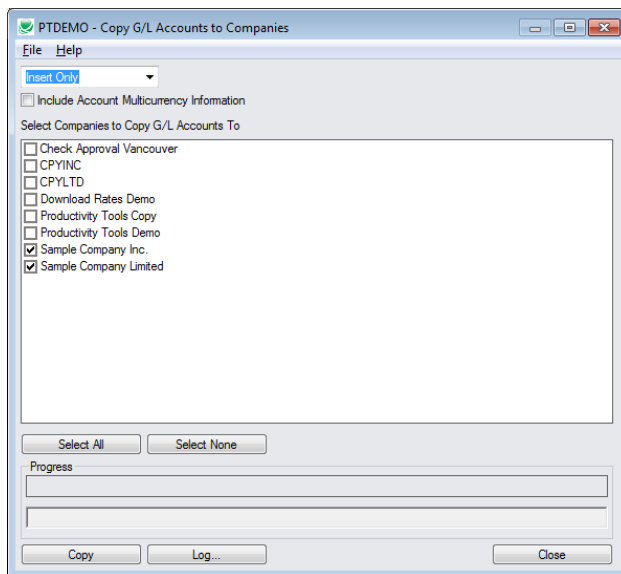 PTDEMO - Copy G/L Accounts to Companies
File Help
Insert Only
Include Account Multicurrency Information
Select Companies to Copy G/L Accounts To
Check Approval Vancouver
CPYINC
CPYLTD
Download Rates Demo
Productivity Tools Copy
Productivity Tools Demo
Sample Company Inc.
Sample Company Limited
Select All Select None
Progress
Copy Log... Close